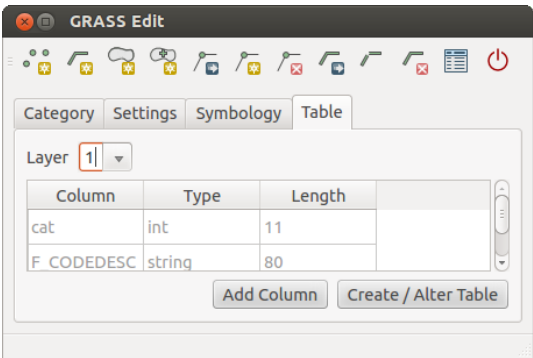 GRASS Edit
Category Settings Symbology Table
Layer 1
Column Type Length
cat int 11
F_CODEDESC string 80
Add Column Create / Alter Table